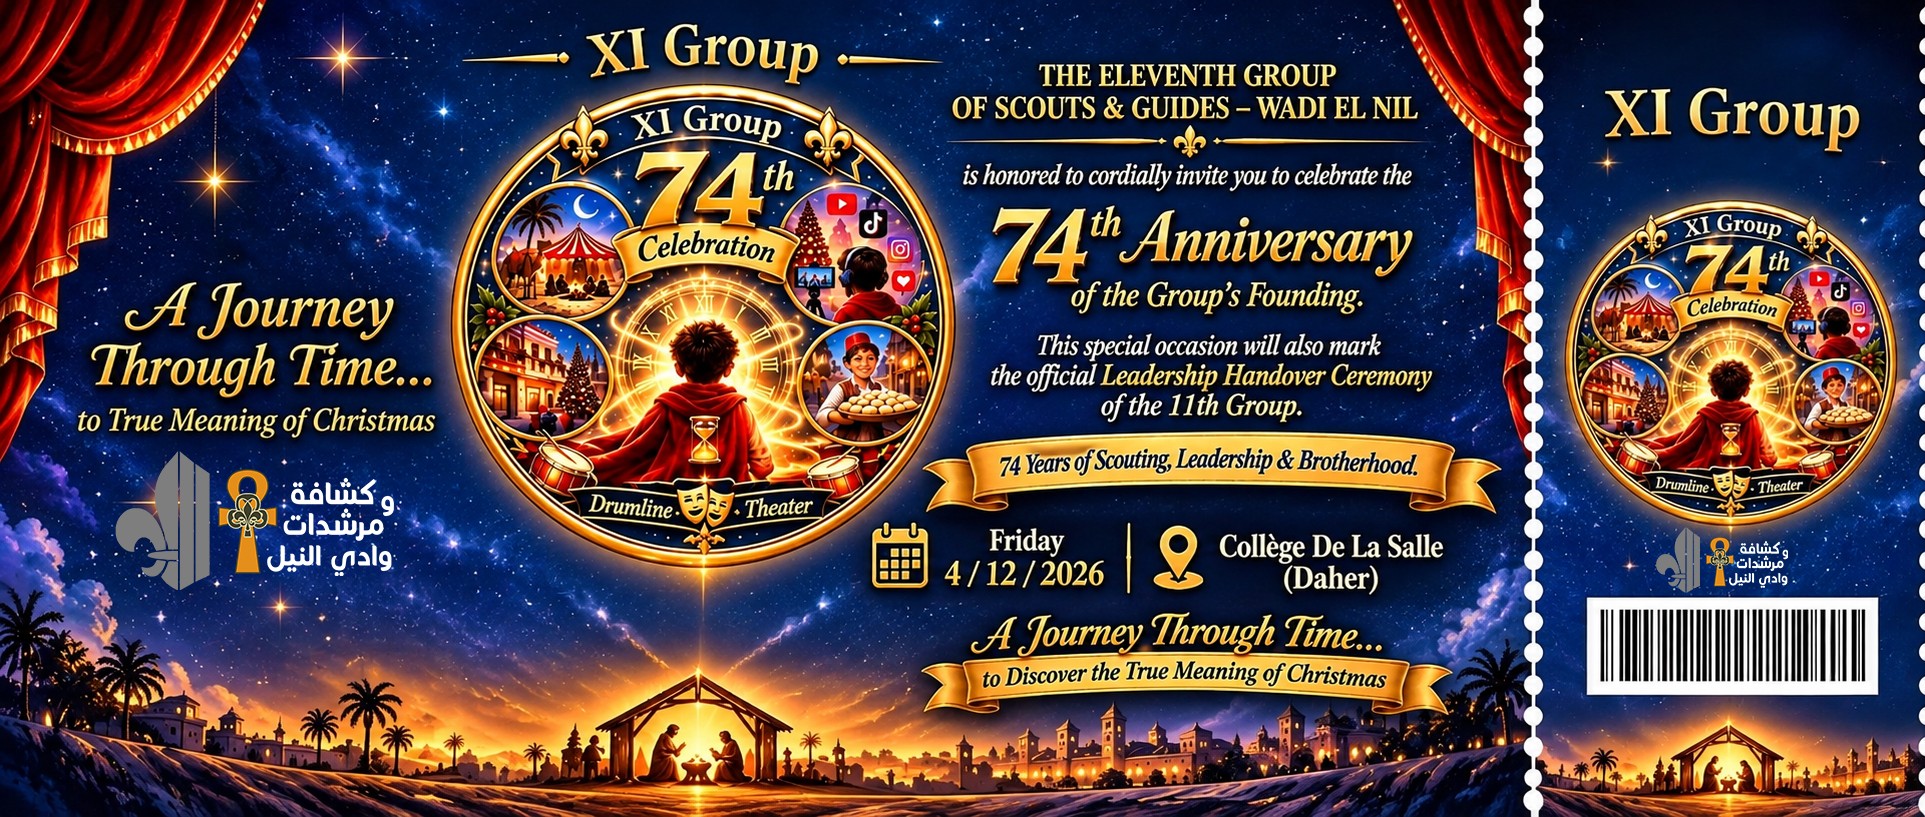 XI Group
XI Group
74th
Celebration
Drumline
Theater
A Journey
Through Time...
to True Meaning of Christmas
و كشافة
مرشدات
وادي النيل
THE ELEVENTH GROUP
OF SCOUTS & GUIDES – WADI EL NIL
is honored to cordially invite you to celebrate the
74th Anniversary
of the Group's Founding.
This special occasion will also mark
the official Leadership Handover Ceremony
of the 11th Group.
74 Years of Scouting, Leadership & Brotherhood.
Friday
4 / 12 / 2026
Collège De La Salle
(Daher)
A Journey Through Time...
to Discover the True Meaning of Christmas
XI Group
XI Group
74th
Celebration
Drumline
Theater
و كشافة
مرشدات
وادي النيل